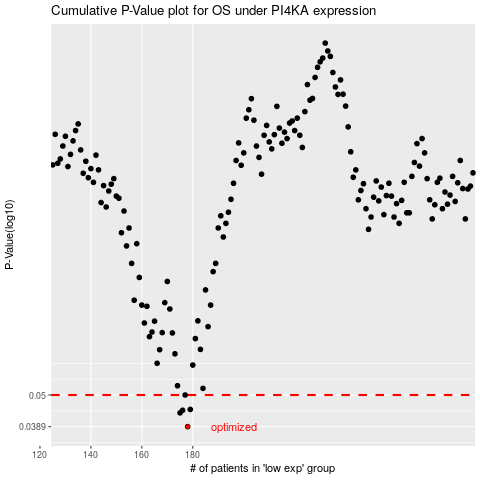 Cumulative P-Value plot for OS under PI4KA expression
P-Value(log10)
0.05
0.0389
optimized
120 140 160 180
# of patients in 'low exp' group